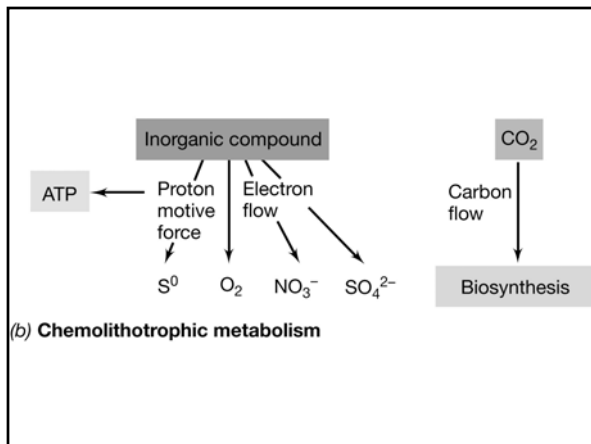 Inorganic compound
CO₂
ATP
Proton
motive
force
Electron
flow
Carbon
flow
S⁰
O₂
NO₃⁻
SO₄²⁻
Biosynthesis
(b) Chemolithotrophic metabolism